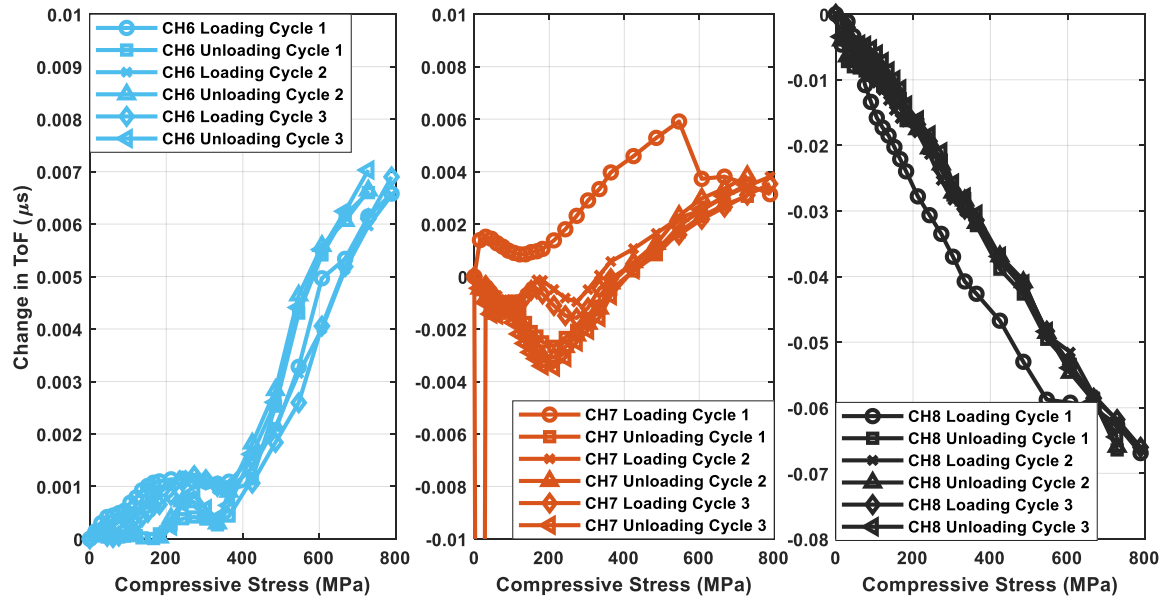 Change in ToF (μs)
0.01
0.009
0.008
0.007
0.006
0.005
0.004
0.003
0.002
0.001
0
CH6 Loading Cycle 1
CH6 Unloading Cycle 1
CH6 Loading Cycle 2
CH6 Unloading Cycle 2
CH6 Loading Cycle 3
CH6 Unloading Cycle 3
0 200 400 600 800
Compressive Stress (MPa)
0.01
0.008
0.006
0.004
0.002
0
-0.002
-0.004
-0.006
-0.008
-0.01
CH7 Loading Cycle 1
CH7 Unloading Cycle 1
CH7 Loading Cycle 2
CH7 Unloading Cycle 2
CH7 Loading Cycle 3
CH7 Unloading Cycle 3
0 200 400 600 800
Compressive Stress (MPa)
0
-0.01
-0.02
-0.03
-0.04
-0.05
-0.06
-0.07
-0.08
CH8 Loading Cycle 1
CH8 Unloading Cycle 1
CH8 Loading Cycle 2
CH8 Unloading Cycle 2
CH8 Loading Cycle 3
CH8 Unloading Cycle 3
0 200 400 600 800
Compressive Stress (MPa)